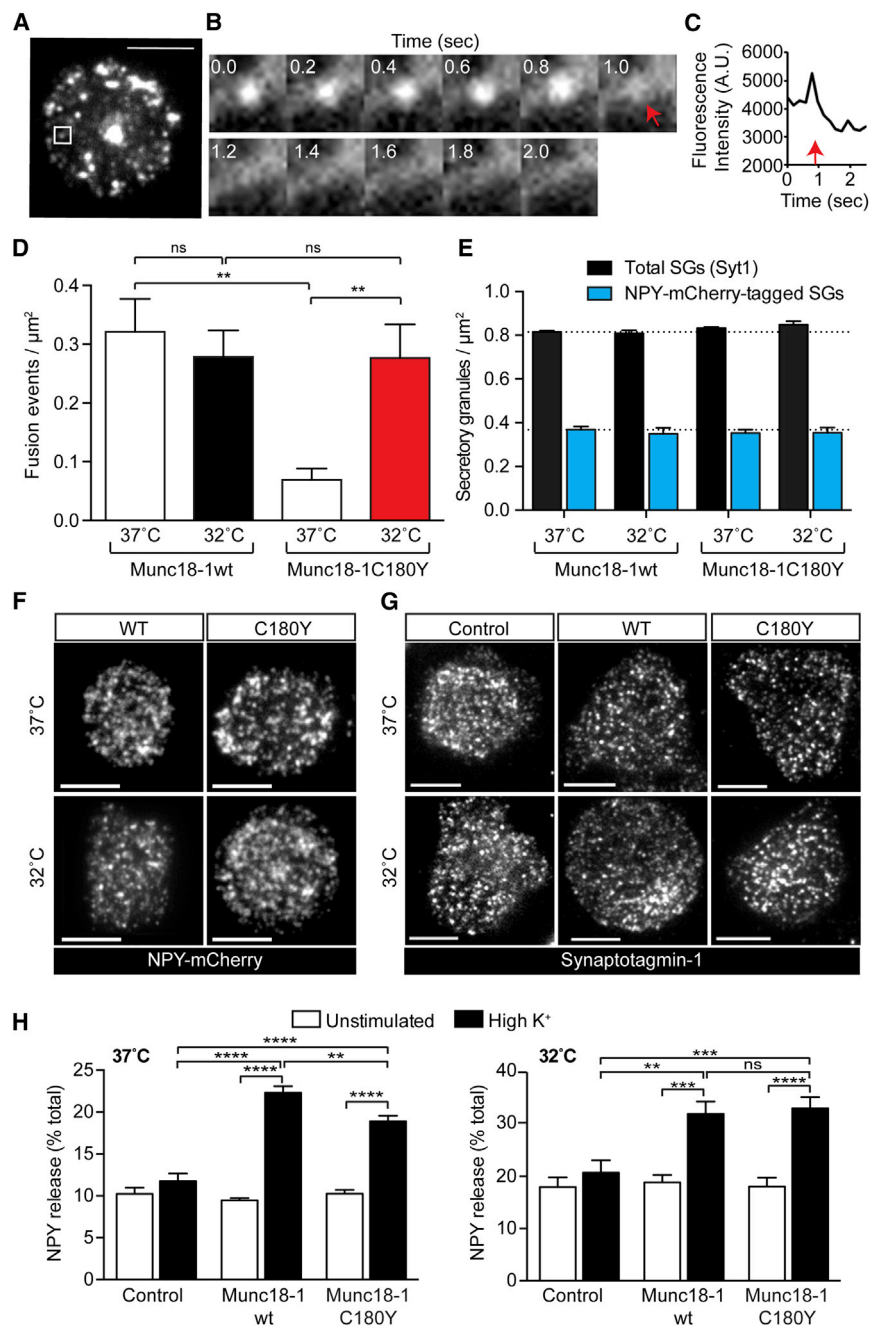 A
B
Time (sec)
0.0 0.2 0.4 0.6 0.8 1.0
1.2 1.4 1.6 1.8 2.0
C
Fluorescence
Intensity (A.U.)
6000
5000
4000
3000
2000
0 1 2
Time (sec)
D
ns ns
** **
Fusion events / µm²
0.4
0.3
0.2
0.1
0.0
37˚C 32˚C 37˚C 32˚C
Munc18-1wt Munc18-1C180Y
E
Total SGs (Syt1)
NPY-mCherry-tagged SGs
Secretory granules / µm²
1.0
0.8
0.6
0.4
0.2
0.0
37˚C 32˚C 37˚C 32˚C
Munc18-1wt Munc18-1C180Y
F
WT C180Y
37˚C
32˚C
NPY-mCherry
G
Control WT C180Y
37˚C
32˚C
Synaptotagmin-1
H
Unstimulated High K⁺
37˚C
****
**** **
**** ****
NPY release (% total)
25
20
15
10
5
0
Control Munc18-1 Munc18-1
wt C180Y
32˚C
***
** ns
*** ****
NPY release (% total)
40
30
20
10
0
Control Munc18-1 Munc18-1
wt C180Y